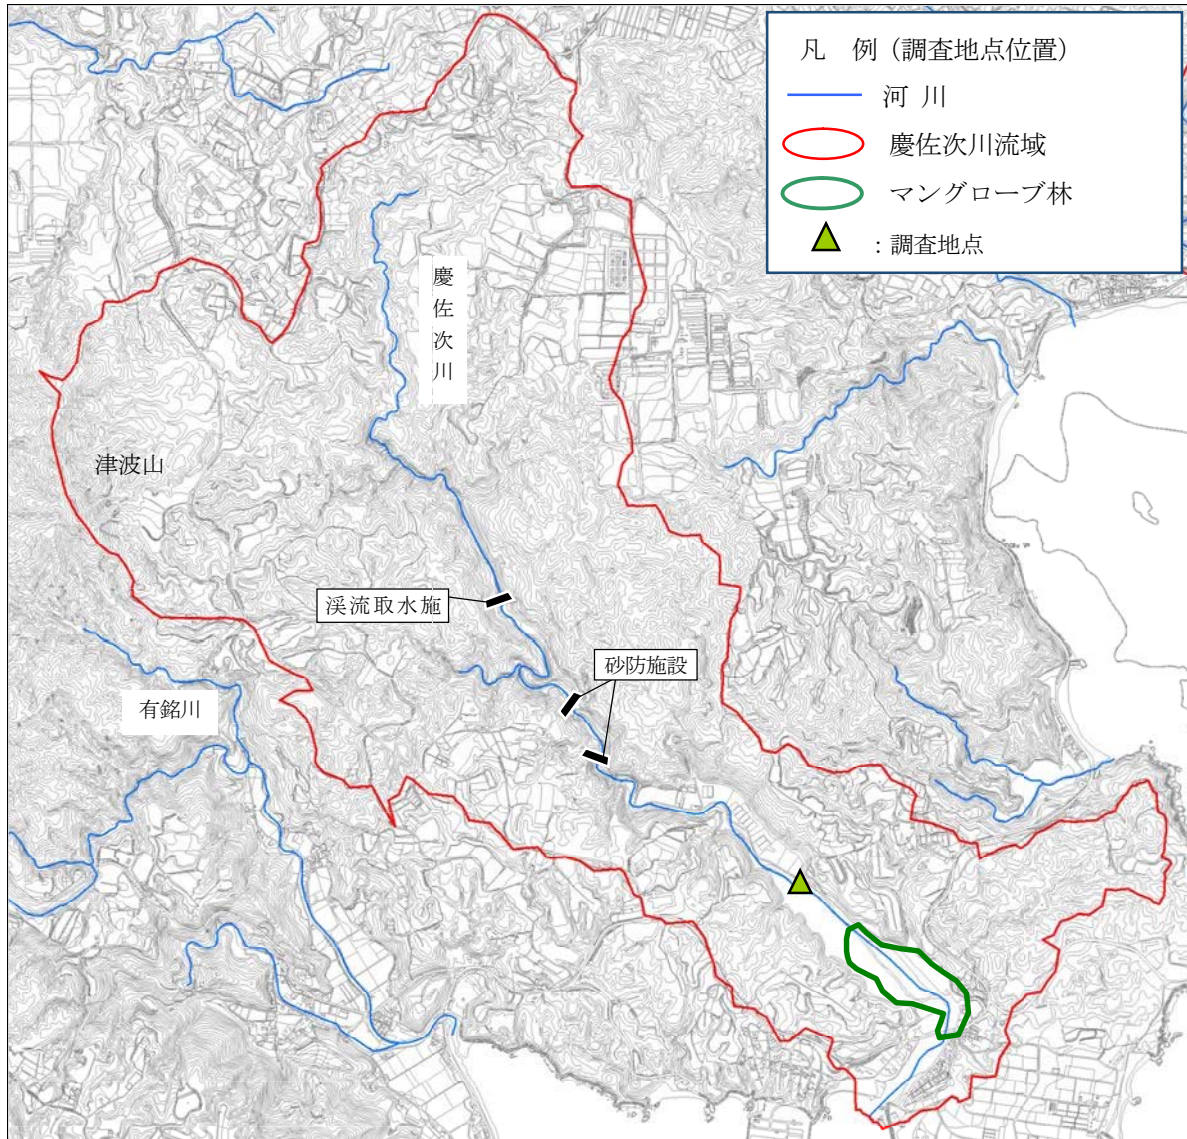 凡 例（調査地点位置）
河 川
慶佐次川流域
マングローブ林
：調査地点
慶佐次川
津波山
渓流取水施
砂防施設
有銘川